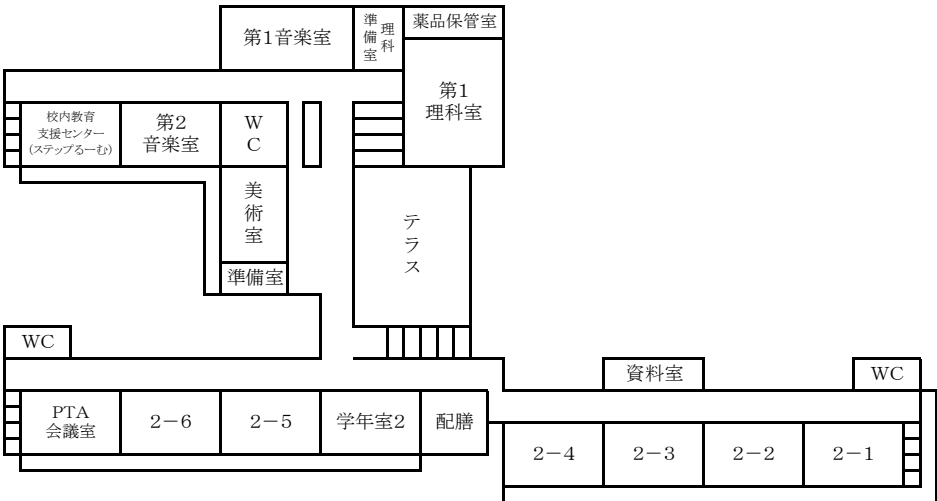 第1音楽室
理科
準備室
薬品保管室
第1
理科室
校内教育
支援センター
(ステップるーむ)
第2
音楽室
WC
美術室
準備室
テラス
WC
資料室
WC
PTA
会議室
2－6
2－5
学年室2
配膳
2－4
2－3
2－2
2－1